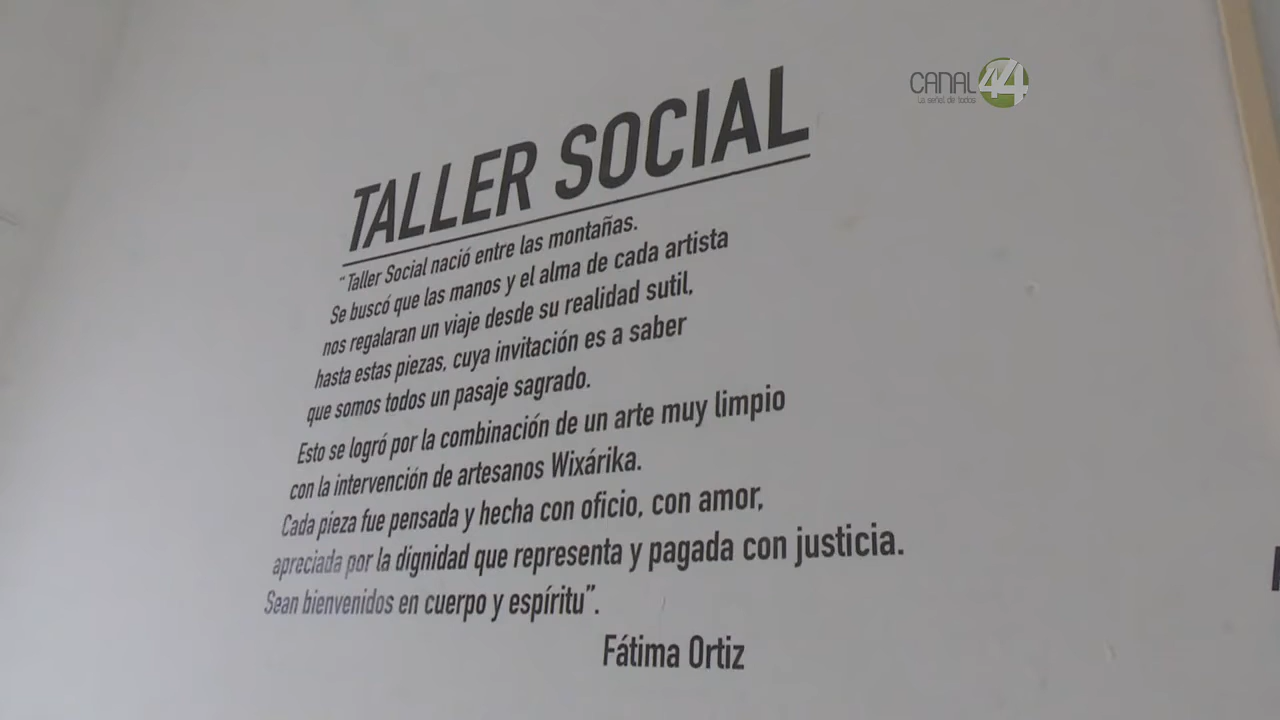 CANAL 44
La señal de todos
TALLER SOCIAL
"Taller Social nació entre las montañas.
Se buscó que las manos y el alma de cada artista
nos regalaran un viaje desde su realidad sutil,
hasta estas piezas, cuya invitación es a saber
que somos todos un pasaje sagrado.
Esto se logró por la combinación de un arte muy limpio
con la intervención de artesanos Wixárika.
Cada pieza fue pensada y hecha con oficio, con amor,
apreciada por la dignidad que representa y pagada con justicia.
Sean bienvenidos en cuerpo y espíritu".
Fátima Ortiz